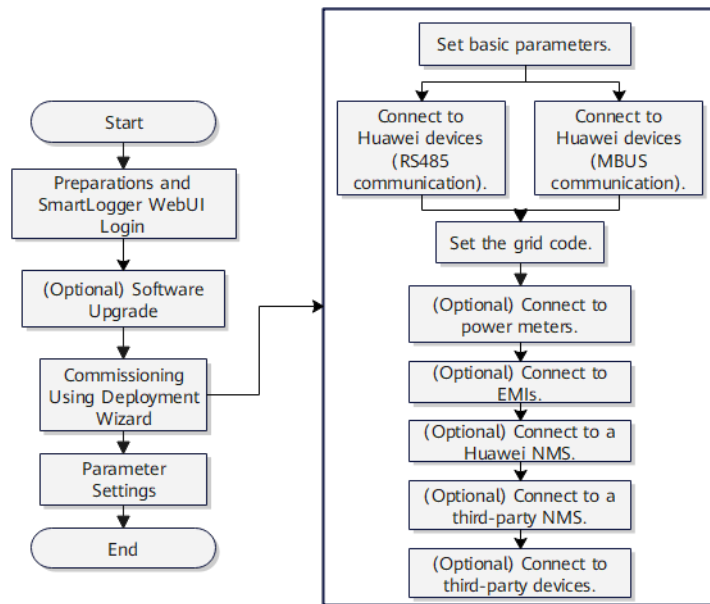 Start
Preparations and
SmartLogger WebUI
Login
(Optional) Software
Upgrade
Commissioning
Using Deployment
Wizard
Parameter
Settings
End
Set basic parameters.
Connect to
Huawei devices
(RS485
communication).
Connect to
Huawei devices
(MBUS
communication).
Set the grid code.
(Optional) Connect to
power meters.
(Optional) Connect to
EMIs.
(Optional) Connect to a
Huawei NMS.
(Optional) Connect to a
third-party NMS.
(Optional) Connect to
third-party devices.